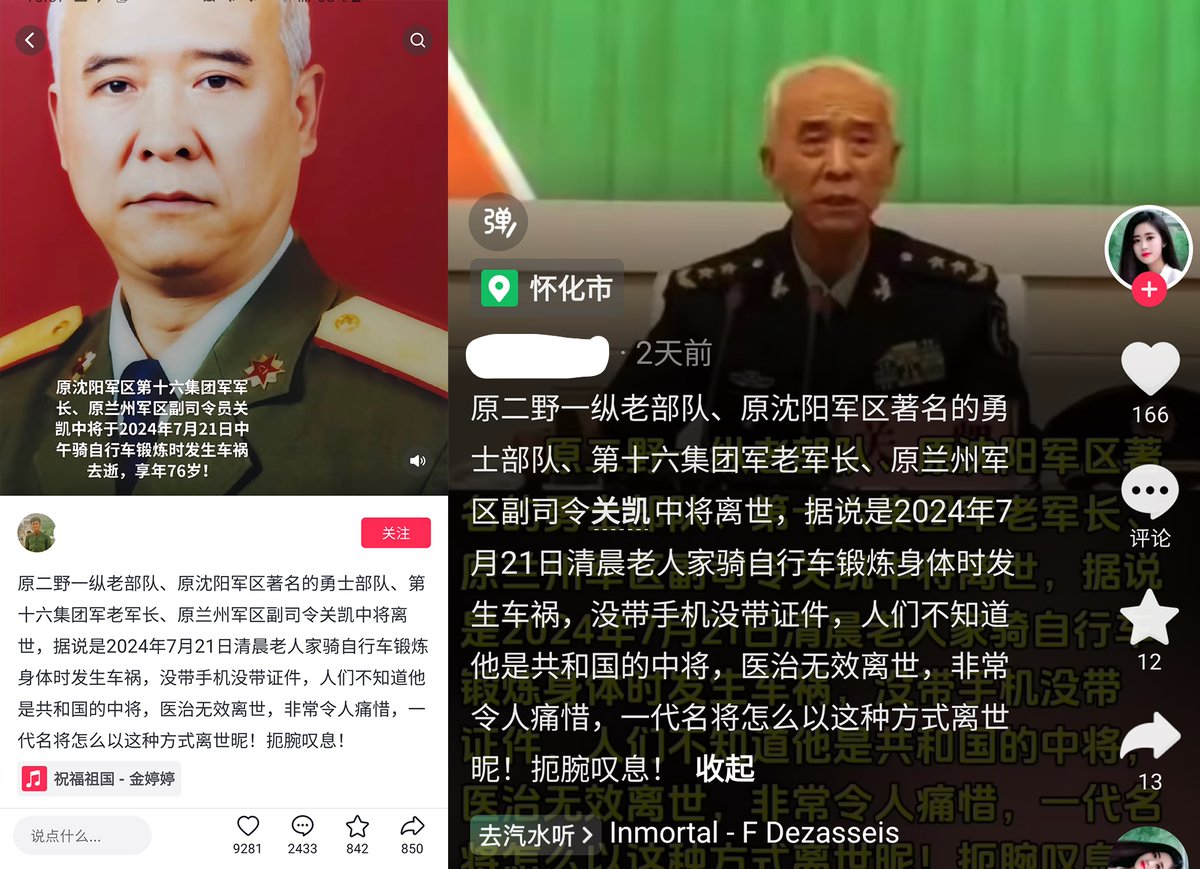 原沈阳军区第十六集团军军
长、原兰州军区副司令员关
凯中将于2024年7月21日中
午骑自行车锻炼时发生车祸
去逝，享年76岁！
关注
原二野一纵老部队、原沈阳军区著名的勇士部队、第
十六集团军老军长、原兰州军区副司令关凯中将离
世，据说是2024年7月21日清晨老人家骑自行车锻炼
身体时发生车祸，没带手机没带证件，人们不知道他
是共和国的中将，医治无效离世，非常令人痛惜，一
代名将怎么以这种方式离世昵！扼腕叹息！
祝福祖国 - 金婷婷
说点什么...
9281
2433
842
850
弹
怀化市
· 2天前
原二野一纵老部队、原沈阳军区著名的勇
士部队、第十六集团军老军长、原兰州军
区副司令关凯中将离世，据说是2024年7
月21日清晨老人家骑自行车锻炼身体时发
生车祸，没带手机没带证件，人们不知道
他是共和国的中将，医治无效离世，非常
令人痛惜，一代名将怎么以这种方式离世
昵！扼腕叹息！ 收起
去汽水听 > Inmortal - F Dezasseis
166
评论
12
13